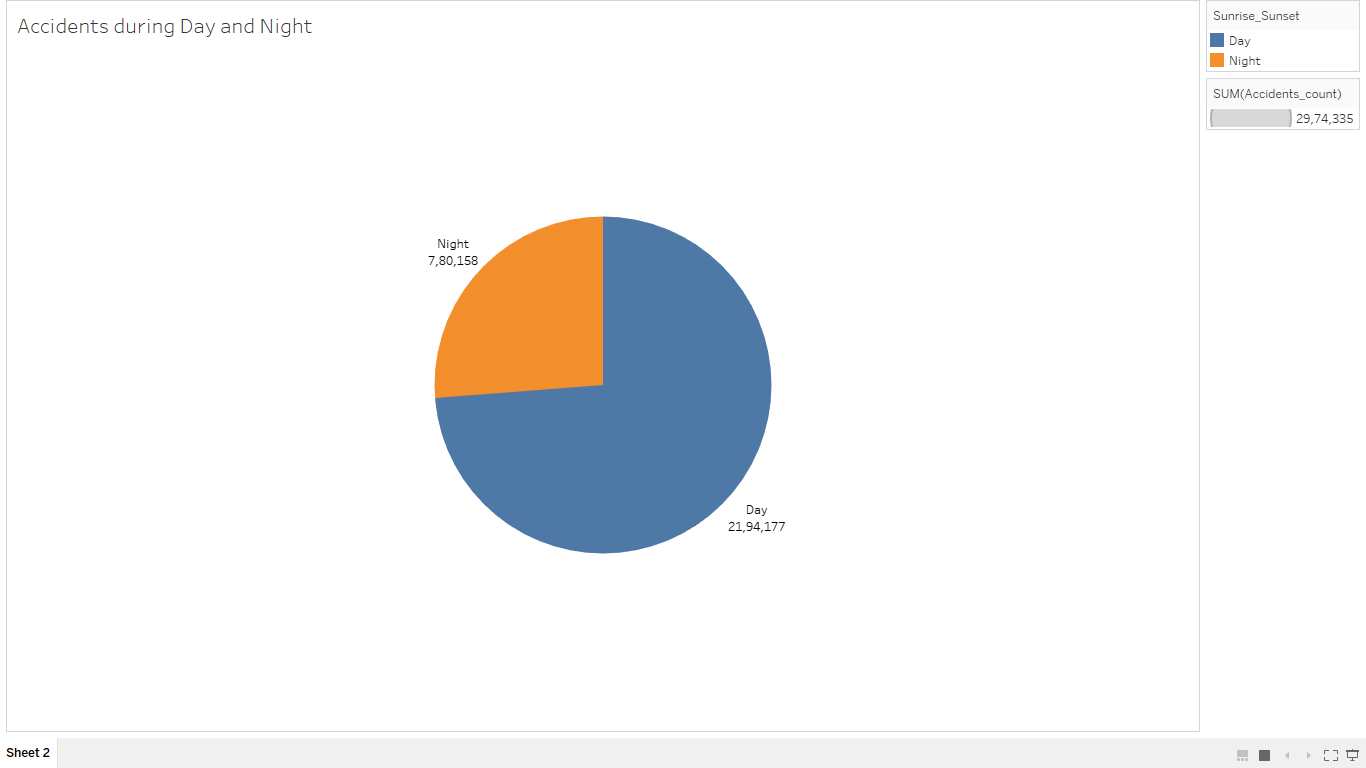 Accidents during Day and Night
Night
7,80,158
Day
21,94,177
Sunrise_Sunset
Day
Night
SUM(Accidents_count)
29,74,335
Sheet 2